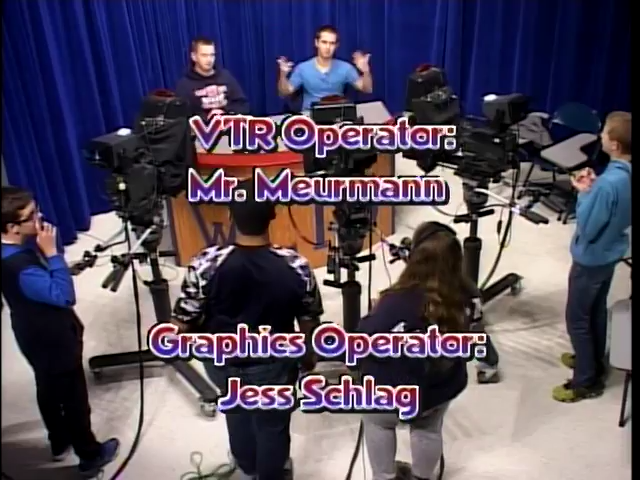 VTR Operator:
Mr. Meurmann
Graphics Operator:
Jess Schlag